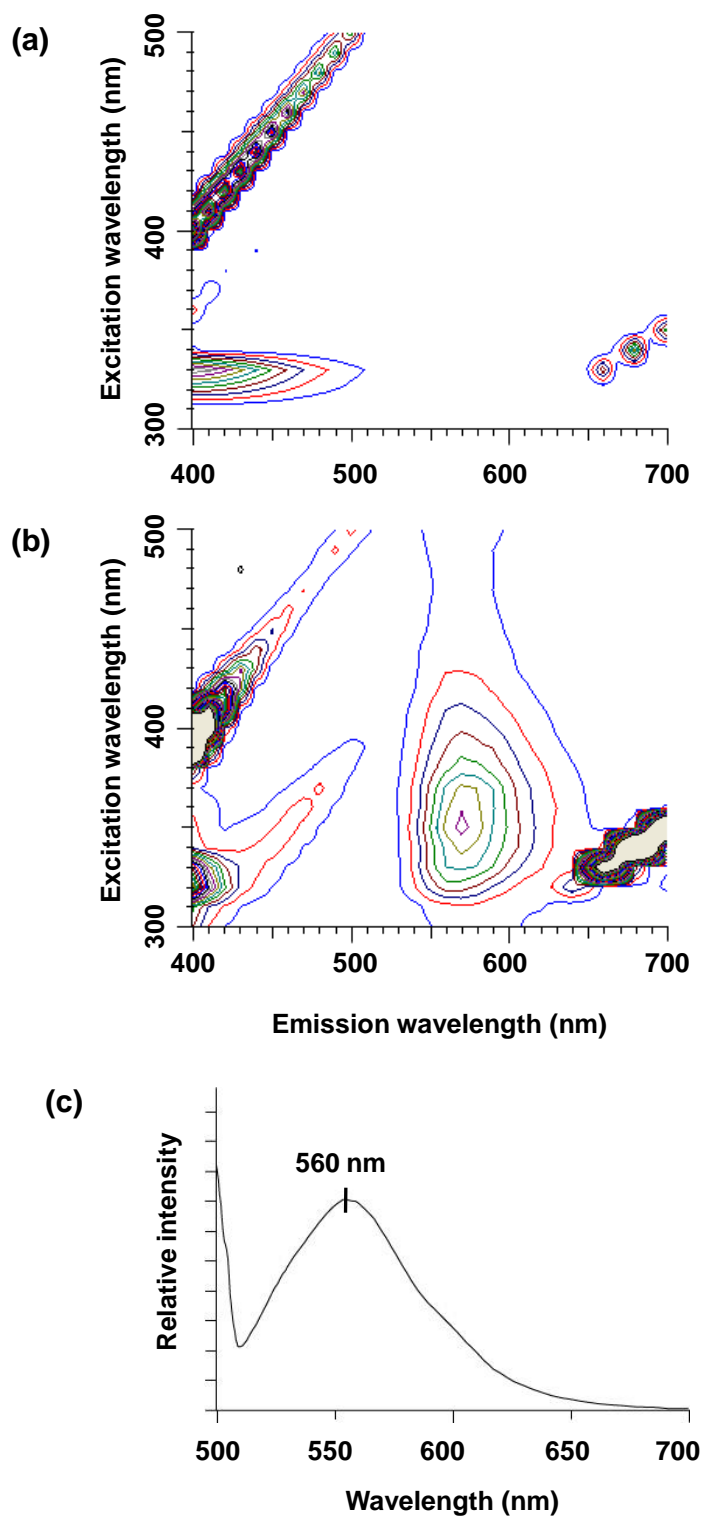 (a)
Excitation wavelength (nm)
500
400
300
400 500 600 700
(b)
Excitation wavelength (nm)
500
400
300
400 500 600 700
Emission wavelength (nm)
(c)
560 nm
Relative intensity
500 550 600 650 700
Wavelength (nm)